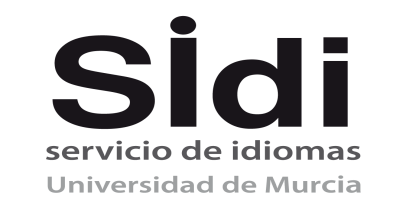 sidi
servicio de idiomas
Universidad de Murcia